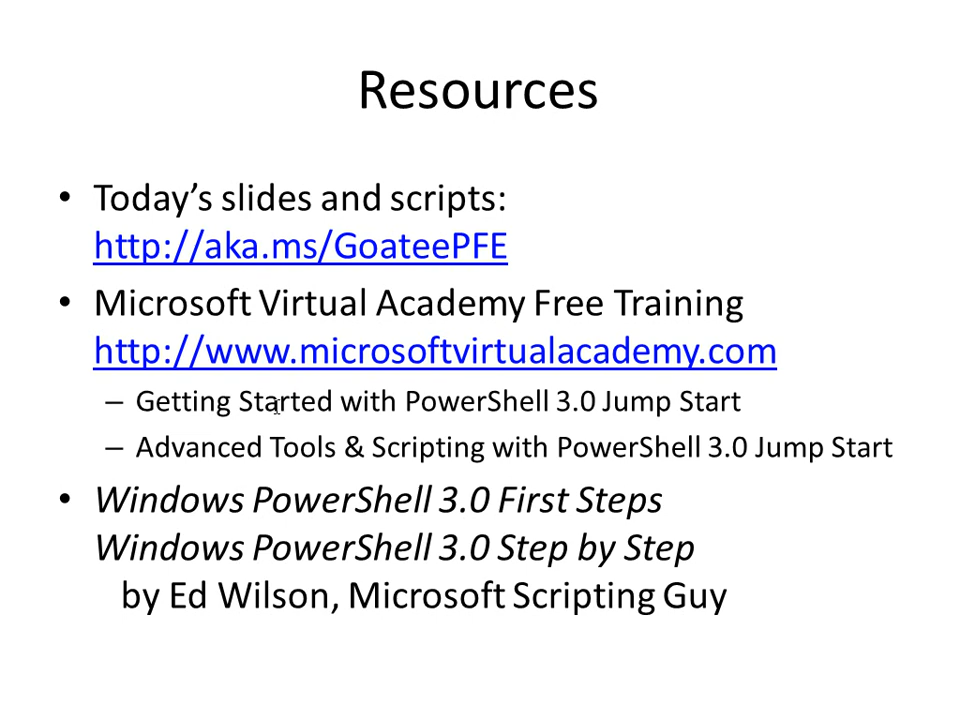 Resources
• Today’s slides and scripts:
http://aka.ms/GoateePFE
• Microsoft Virtual Academy Free Training
http://www.microsoftvirtualacademy.com
– Getting Started with PowerShell 3.0 Jump Start
– Advanced Tools & Scripting with PowerShell 3.0 Jump Start
• Windows PowerShell 3.0 First Steps
Windows PowerShell 3.0 Step by Step
by Ed Wilson, Microsoft Scripting Guy